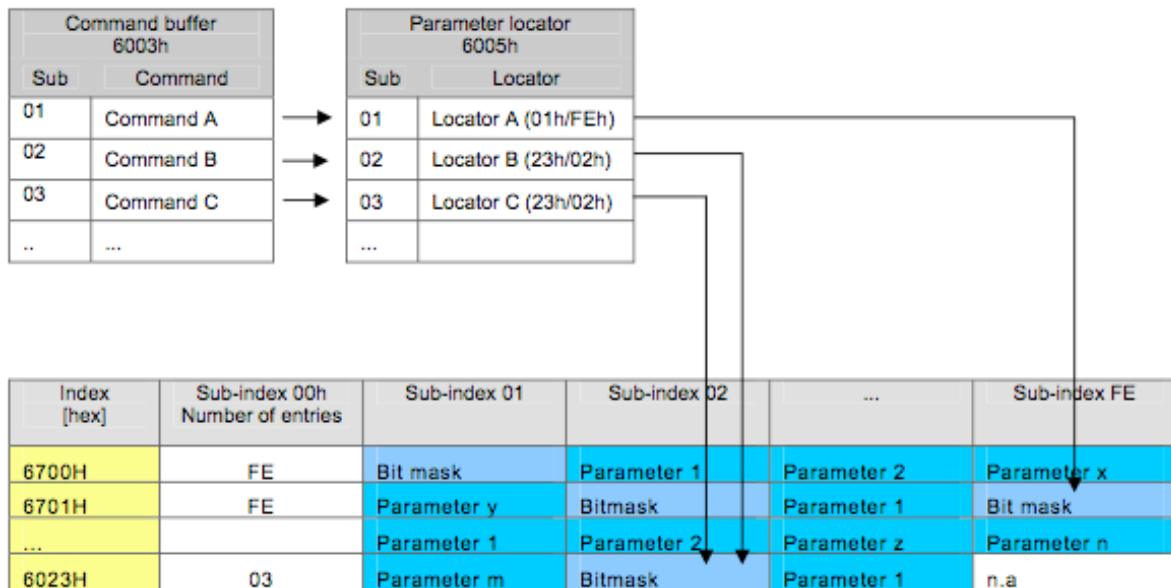 Command buffer
6003h
Sub Command
01 Command A
02 Command B
03 Command C
.. ...
Parameter locator
6005h
Sub Locator
01 Locator A (01h/FEh)
02 Locator B (23h/02h)
03 Locator C (23h/02h)
...
Index Sub-index 00h Sub-index 01 Sub-index 02 ... Sub-index FE
[hex] Number of entries
6700H FE Bit mask Parameter 1 Parameter 2 Parameter x
6701H FE Parameter y Bitmask Parameter 1 Bit mask
... Parameter 1 Parameter 2 Parameter z Parameter n
6023H 03 Parameter m Bitmask Parameter 1 n.a